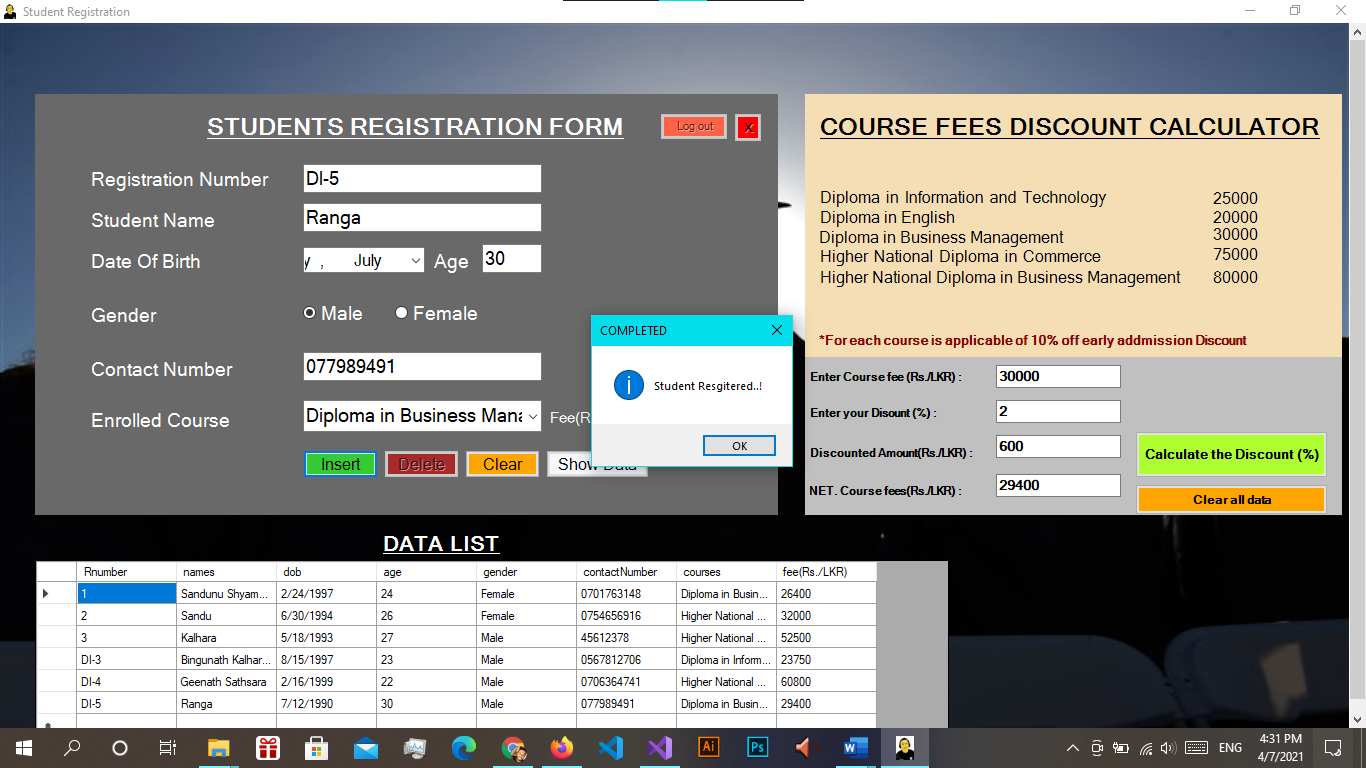 Student Registration
STUDENTS REGISTRATION FORM
Log out
X
Registration Number DI-5
Student Name Ranga
Date Of Birth y , July Age 30
Gender Male Female
Contact Number 077989491
Enrolled Course Diploma in Business Mana Fee(R
Insert Delete Clear Show Data
COMPLETED
Student Resgitered..!
OK
COURSE FEES DISCOUNT CALCULATOR
Diploma in Information and Technology 25000
Diploma in English 20000
Diploma in Business Management 30000
Higher National Diploma in Commerce 75000
Higher National Diploma in Business Management 80000
*For each course is applicable of 10% off early addmission Discount
Enter Course fee (Rs./LKR) : 30000
Enter your Disount (%) : 2
Discounted Amount(Rs./LKR) : 600
NET. Course fees(Rs./LKR) : 29400
Calculate the Discount (%)
Clear all data
DATA LIST
Rnumber names dob age gender contactNumber courses fee(Rs./LKR)
1 Sandunu Shyam... 2/24/1997 24 Female 0701763148 Diploma in Busin... 26400
2 Sandu 6/30/1994 26 Female 0754656916 Higher National ... 32000
3 Kalhara 5/18/1993 27 Male 45612378 Higher National ... 52500
DI-3 Bingunath Kalhar... 8/15/1997 23 Male 0567812706 Diploma in Inform... 23750
DI-4 Geenath Sathsara 2/16/1999 22 Male 0706364741 Higher National ... 60800
DI-5 Ranga 7/12/1990 30 Male 077989491 Diploma in Busin... 29400
Ai
Ps
W
ENG
4:31 PM
4/7/2021